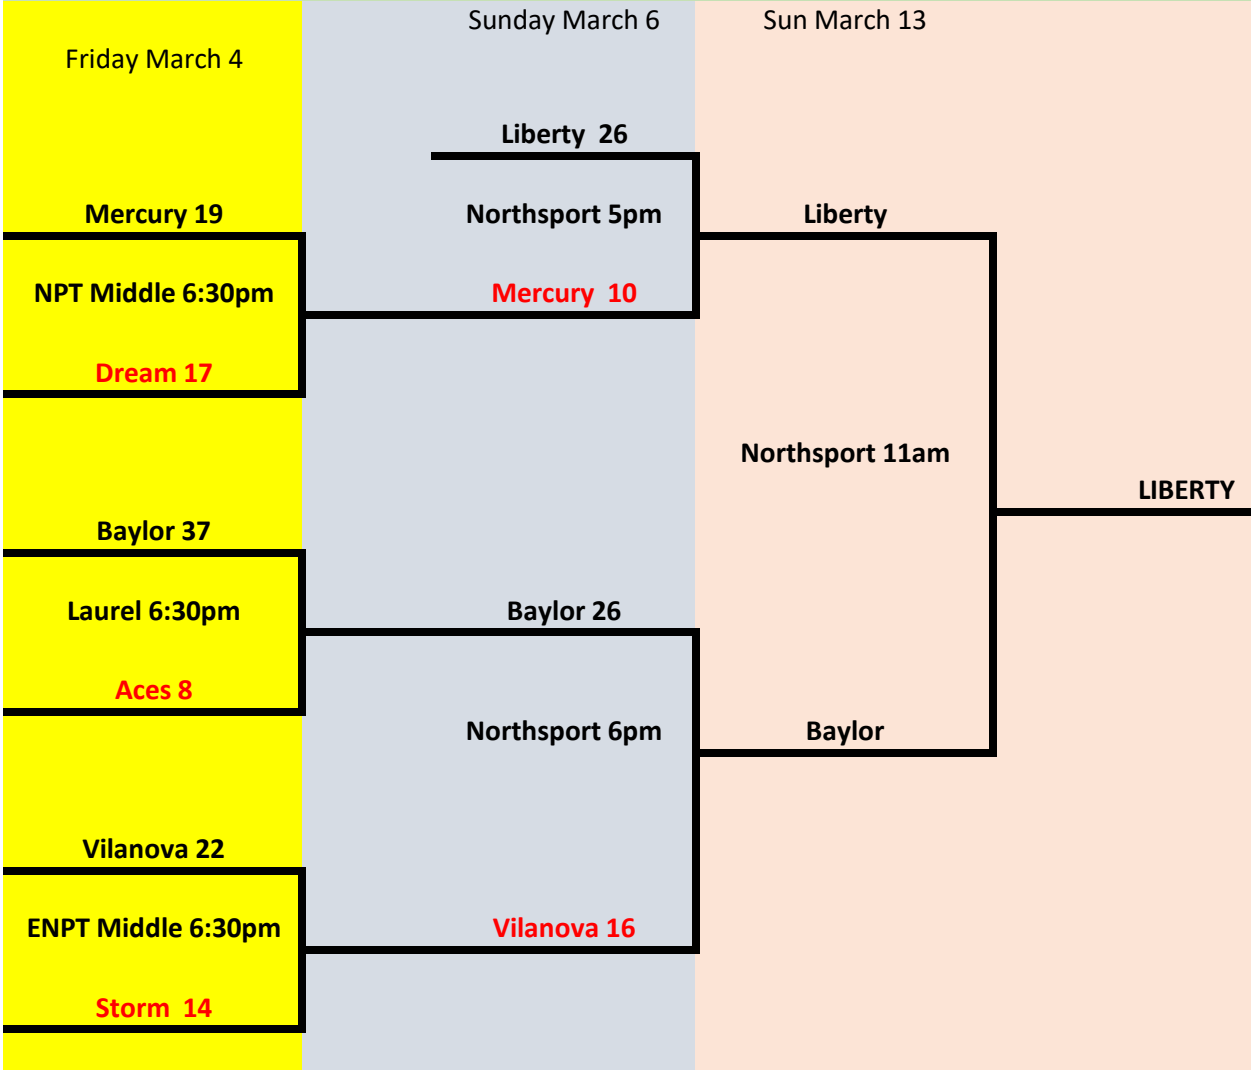 Friday March 4
Mercury 19
NPT Middle 6:30pm
Dream 17
Baylor 37
Laurel 6:30pm
Aces 8
Vilanova 22
ENPT Middle 6:30pm
Storm  14
Sunday March 6
Liberty  26
Northsport 5pm
Mercury  10
Baylor 26
Northsport 6pm
Vilanova 16
Sun March 13
Liberty
Northsport 11am
Baylor
LIBERTY